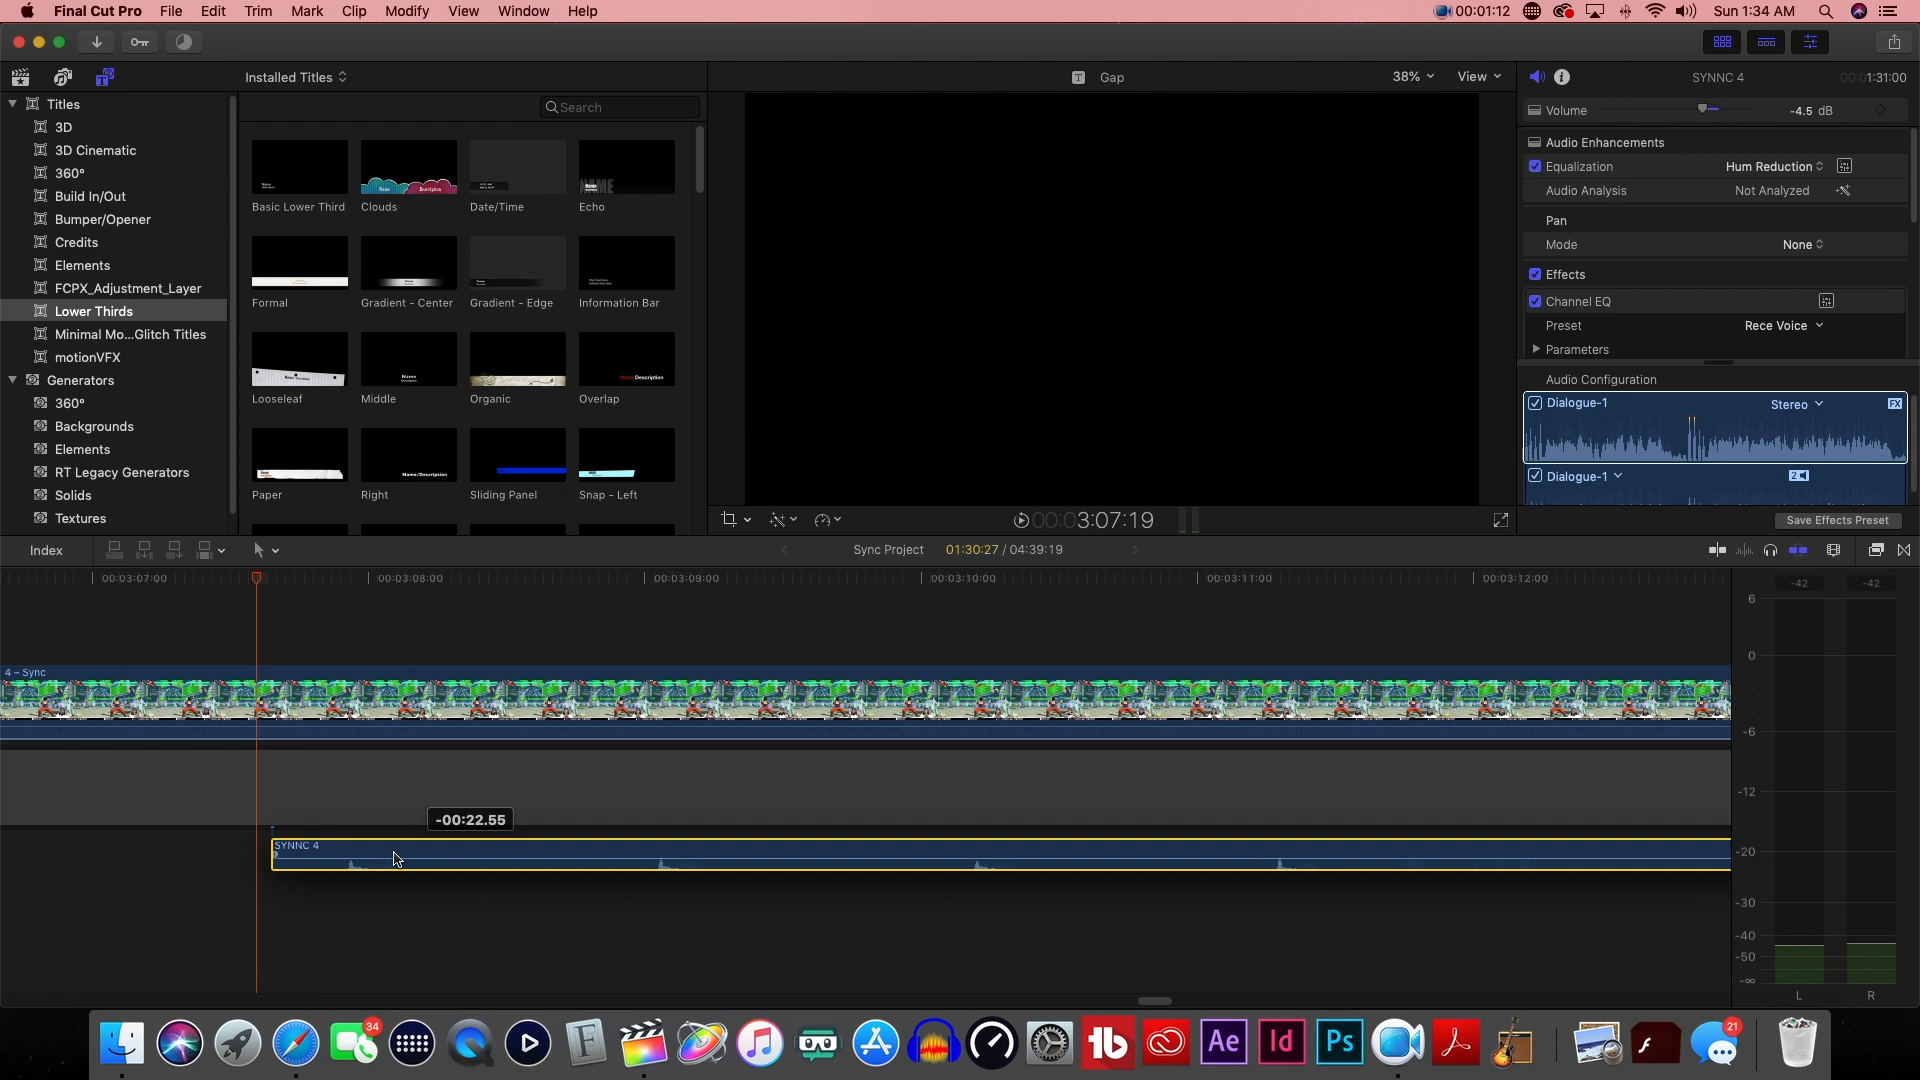 Final Cut Pro File Edit Trim Mark Clip Modify View Window Help 00:01:12 Sun 1:34 AM
Installed Titles Gap 38% View SYNNC 4 00:01:31:00
Titles
3D
3D Cinematic
360°
Build In/Out
Bumper/Opener
Credits
Elements
FCPX_Adjustment_Layer
Lower Thirds
Minimal Mo...Glitch Titles
motionVFX
Generators
360°
Backgrounds
Elements
RT Legacy Generators
Solids
Textures
Search
Basic Lower Third Clouds Date/Time Echo
Formal Gradient - Center Gradient - Edge Information Bar
Looseleaf Middle Organic Overlap
Paper Right Sliding Panel Snap - Left
00:00:3:07:19
Volume -4.5 dB
Audio Enhancements
Equalization Hum Reduction
Audio Analysis Not Analyzed
Pan
Mode None
Effects
Channel EQ
Preset Rece Voice
Parameters
Audio Configuration
Dialogue-1 Stereo FX
Dialogue-1 2
Save Effects Preset
Index Sync Project 01:30:27 / 04:39:19
00:03:07:00 00:03:08:00 00:03:09:00 00:03:10:00 00:03:11:00 00:03:12:00
4 – Sync
-00:22.55
SYNNC 4
-42 -42
6
0
-6
-12
-20
-30
-40
-50
-∞
L R
34
Ae Id Ps
21